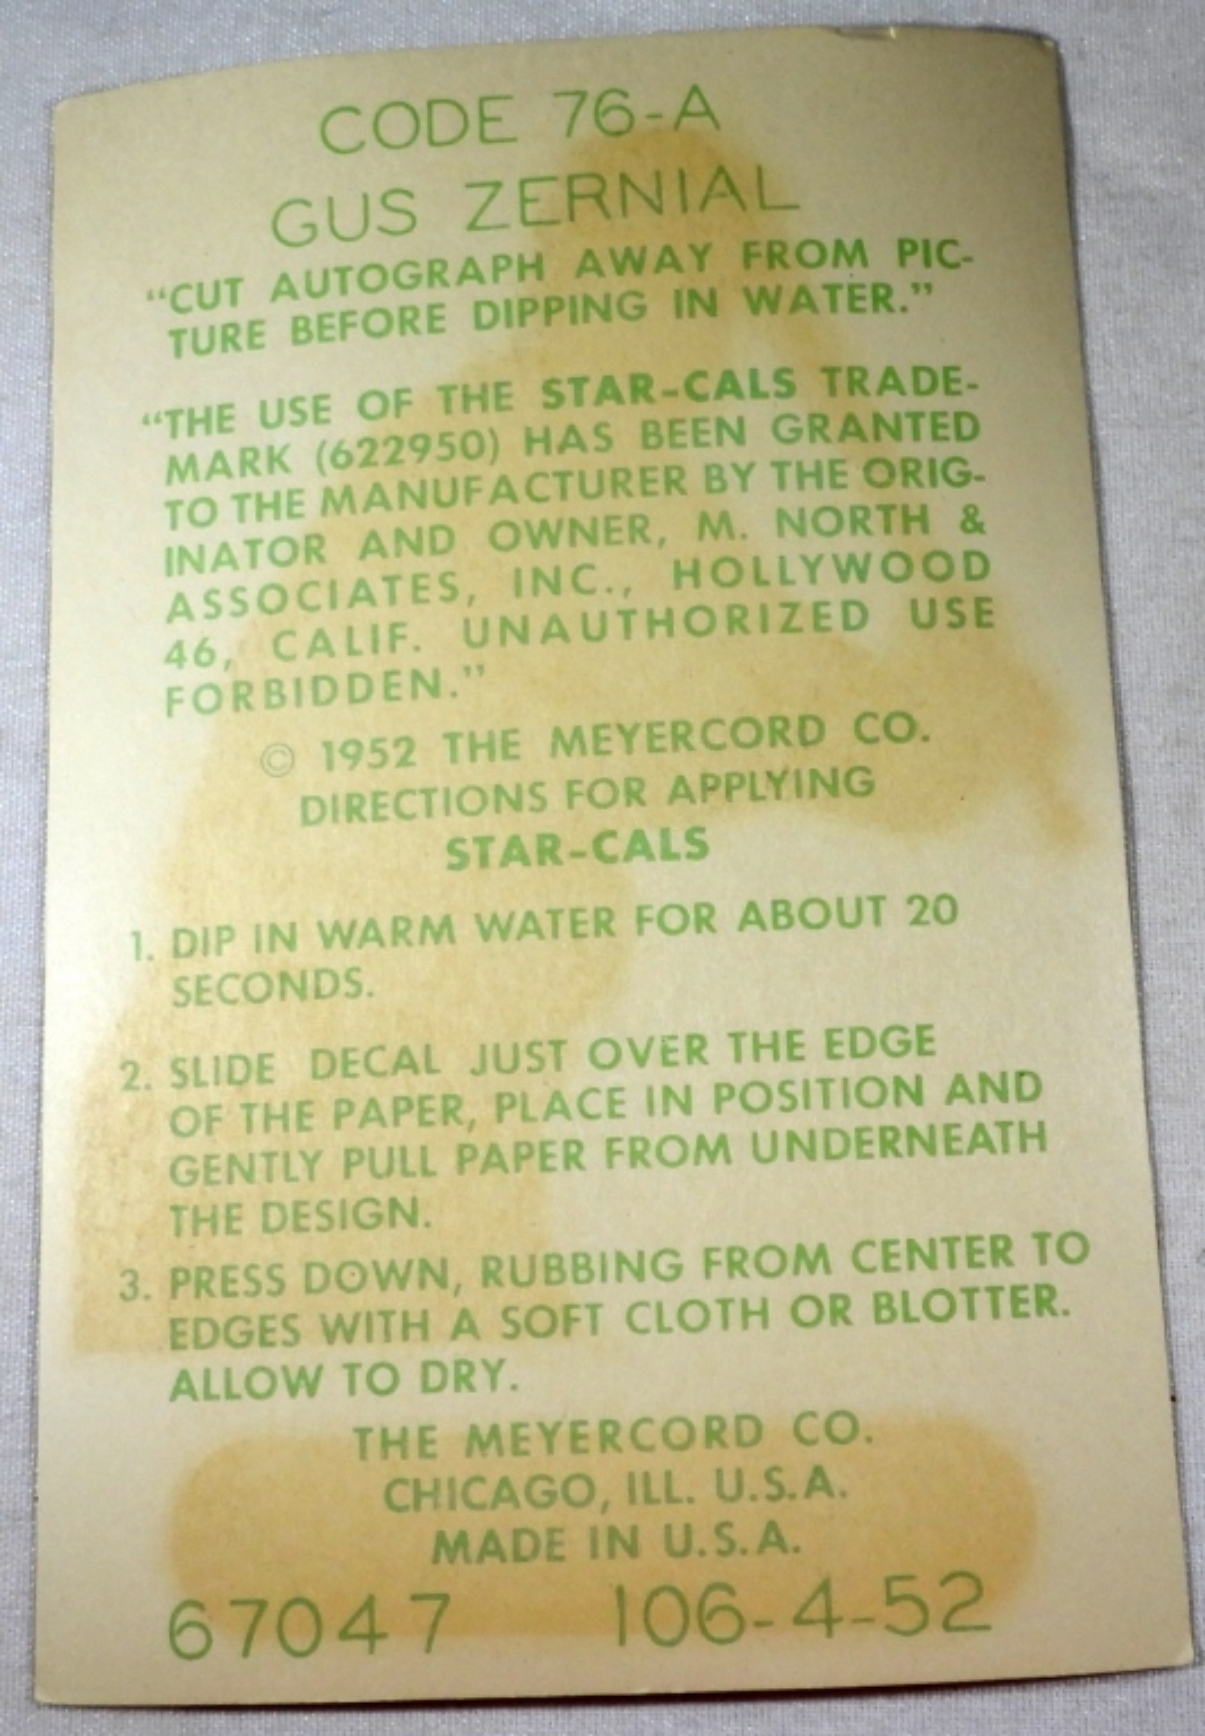 CODE 76-A
GUS ZERNIAL
"CUT AUTOGRAPH AWAY FROM PIC-
TURE BEFORE DIPPING IN WATER."
"THE USE OF THE STAR-CALS TRADE-
MARK (622950) HAS BEEN GRANTED
TO THE MANUFACTURER BY THE ORIG-
INATOR AND OWNER, M. NORTH &
ASSOCIATES, INC., HOLLYWOOD
46, CALIF. UNAUTHORIZED USE
FORBIDDEN."
© 1952 THE MEYERCORD CO.
DIRECTIONS FOR APPLYING
STAR-CALS
1. DIP IN WARM WATER FOR ABOUT 20
SECONDS.
2. SLIDE DECAL JUST OVER THE EDGE
OF THE PAPER, PLACE IN POSITION AND
GENTLY PULL PAPER FROM UNDERNEATH
THE DESIGN.
3. PRESS DOWN, RUBBING FROM CENTER TO
EDGES WITH A SOFT CLOTH OR BLOTTER.
ALLOW TO DRY.
THE MEYERCORD CO.
CHICAGO, ILL. U.S.A.
MADE IN U.S.A.
67047 106-4-52